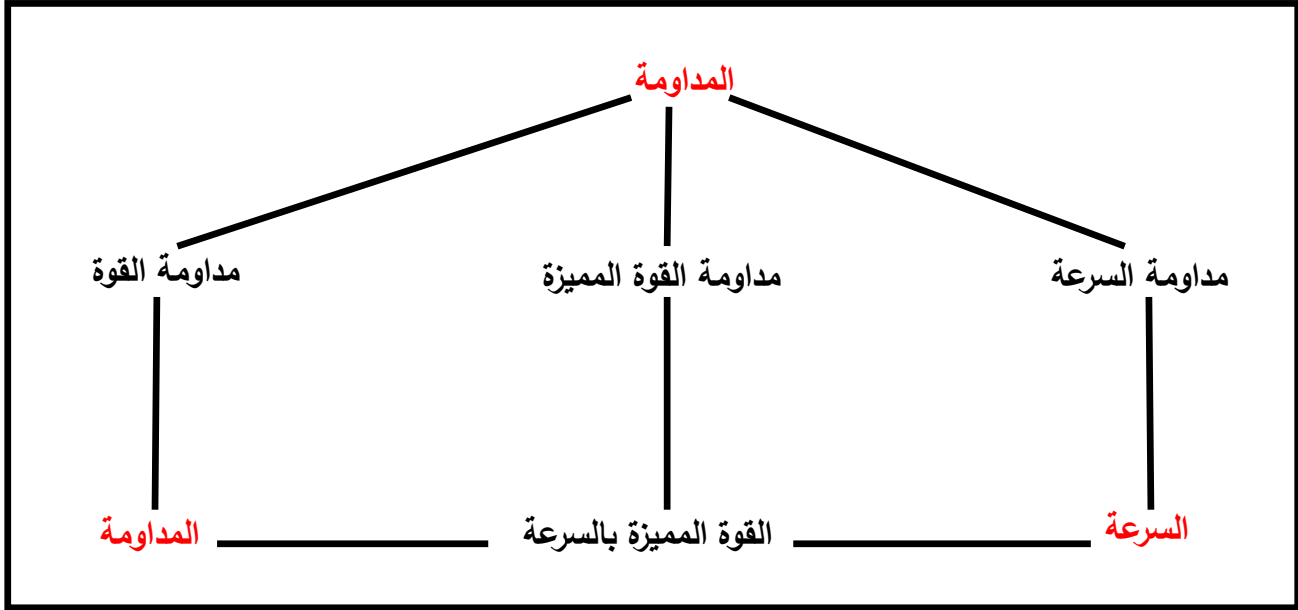 المداومة
مداومة السرعة
مداومة القوة المميزة
مداومة القوة
السرعة
القوة المميزة بالسرعة
المداومة